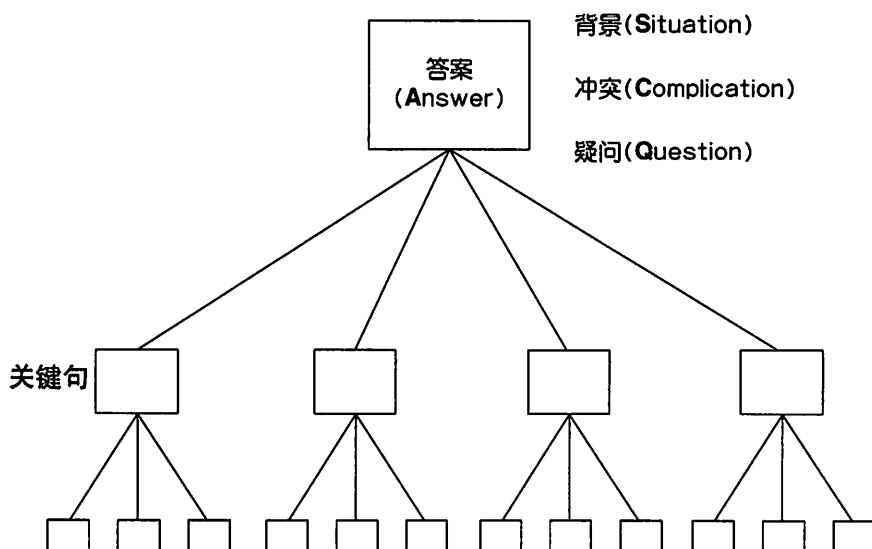 答案
(Answer)
背景(Situation)
冲突(Complication)
疑问(Question)
关键句